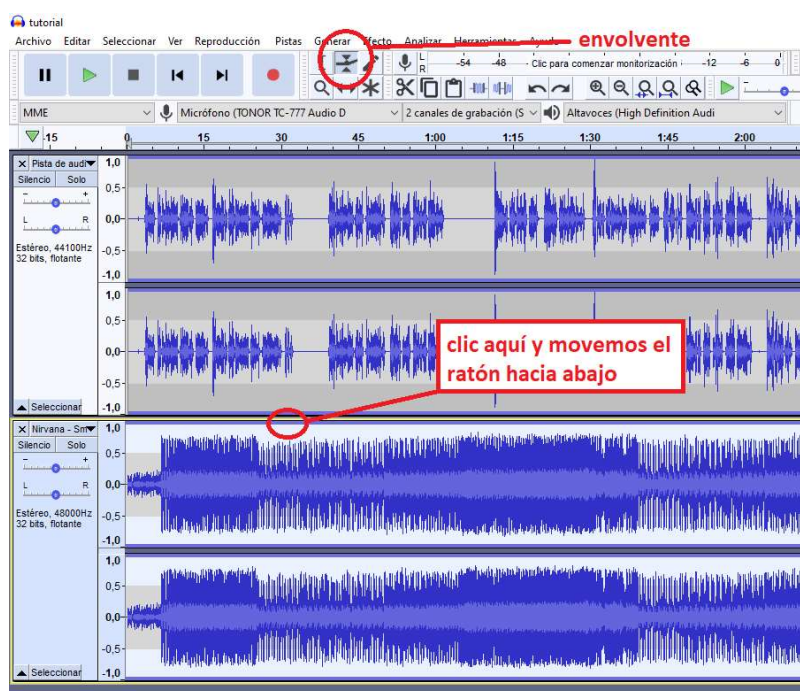 tutorial
Archivo Editar Seleccionar Ver Reproducción Pistas Generar Efecto Analizar Herramientas Ayuda
envolvente
L
R
-54 -48 Clic para comenzar monitorización -12 -6 0
MME
Micrófono (TONOR TC-777 Audio D
2 canales de grabación (S
Altavoces (High Definition Audi
-15 0 15 30 45 1:00 1:15 1:30 1:45 2:00
Pista de audi
Silencio Solo
- +
L R
Estéreo, 44100Hz
32 bits, flotante
Seleccionar
1,0
0,5-
0,0-
-0,5-
-1,0
1,0
0,5-
0,0-
-0,5-
-1,0
clic aquí y movemos el
ratón hacia abajo
Nirvana - Sm
Silencio Solo
- +
L R
Estéreo, 48000Hz
32 bits, flotante
Seleccionar
1,0
0,5-
0,0-
-0,5-
-1,0
1,0
0,5-
0,0-
-0,5-
-1,0